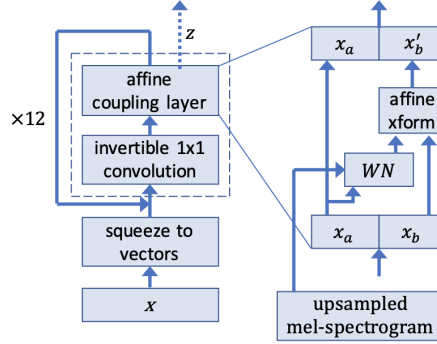 z
affine
coupling layer
×12
invertible 1x1
convolution
squeeze to
vectors
x
x_a
x_b′
affine
xform
WN
x_a
x_b
upsampled
mel-spectrogram